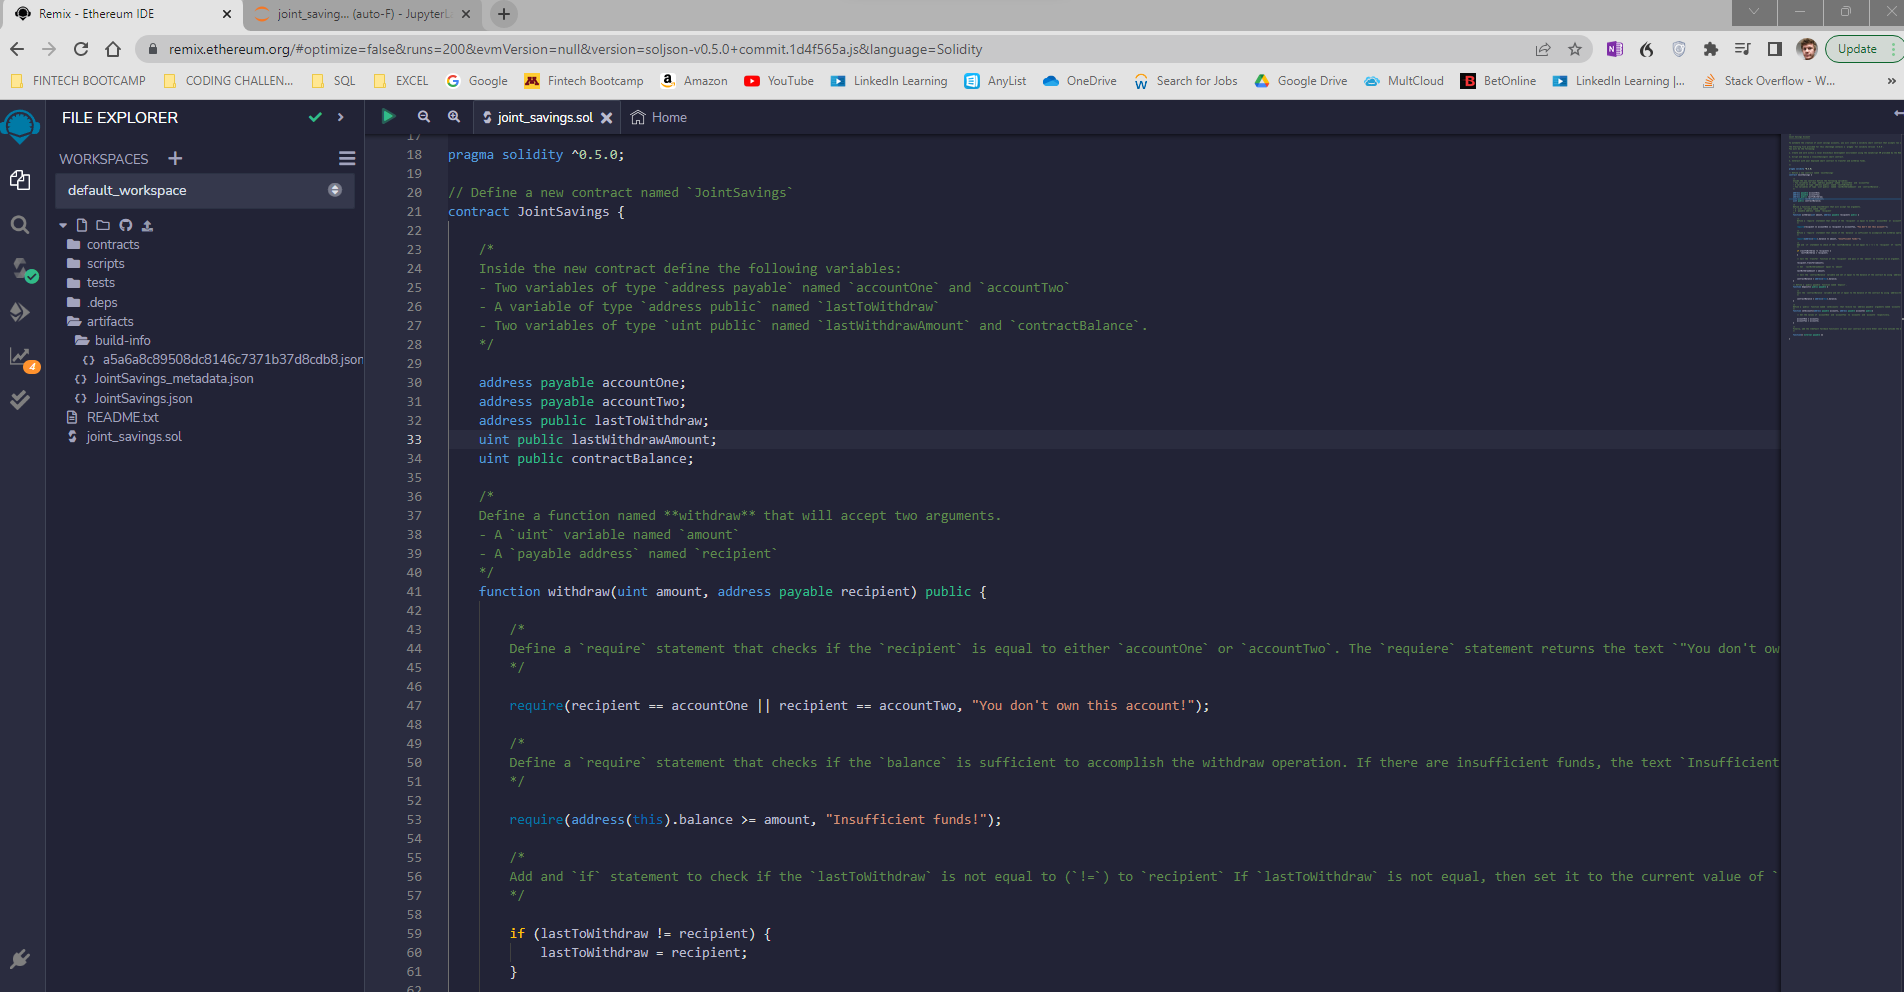 Remix - Ethereum IDE
joint_saving... (auto-F) - JupyterL
remix.ethereum.org/#optimize=false&runs=200&evmVersion=null&version=soljson-v0.5.0+commit.1d4f565a.js&language=Solidity
Update
FINTECH BOOTCAMP
CODING CHALLEN...
SQL
EXCEL
Google
Fintech Bootcamp
Amazon
YouTube
LinkedIn Learning
AnyList
OneDrive
Search for Jobs
Google Drive
MultCloud
BetOnline
LinkedIn Learning |...
Stack Overflow - W...
»
FILE EXPLORER
joint_savings.sol
Home
WORKSPACES
default_workspace
contracts
scripts
tests
.deps
artifacts
build-info
a5a6a8c89508dc8146c7371b37d8cdb8.json
JointSavings_metadata.json
JointSavings.json
README.txt
joint_savings.sol
4
17
18 pragma solidity ^0.5.0;
19
20 // Define a new contract named `JointSavings`
21 contract JointSavings {
22
23 /*
24 Inside the new contract define the following variables:
25 - Two variables of type `address payable` named `accountOne` and `accountTwo`
26 - A variable of type `address public` named `lastToWithdraw`
27 - Two variables of type `uint public` named `lastWithdrawAmount` and `contractBalance`.
28 */
29
30 address payable accountOne;
31 address payable accountTwo;
32 address public lastToWithdraw;
33 uint public lastWithdrawAmount;
34 uint public contractBalance;
35
36 /*
37 Define a function named **withdraw** that will accept two arguments.
38 - A `uint` variable named `amount`
39 - A `payable address` named `recipient`
40 */
41 function withdraw(uint amount, address payable recipient) public {
42
43 /*
44 Define a `require` statement that checks if the `recipient` is equal to either `accountOne` or `accountTwo`. The `requiere` statement returns the text `"You don't ow
45 */
46
47 require(recipient == accountOne || recipient == accountTwo, "You don't own this account!");
48
49 /*
50 Define a `require` statement that checks if the `balance` is sufficient to accomplish the withdraw operation. If there are insufficient funds, the text `Insufficient
51 */
52
53 require(address(this).balance >= amount, "Insufficient funds!");
54
55 /*
56 Add and `if` statement to check if the `lastToWithdraw` is not equal to (`!=`) to `recipient` If `lastToWithdraw` is not equal, then set it to the current value of `
57 */
58
59 if (lastToWithdraw != recipient) {
60 lastToWithdraw = recipient;
61 }
62